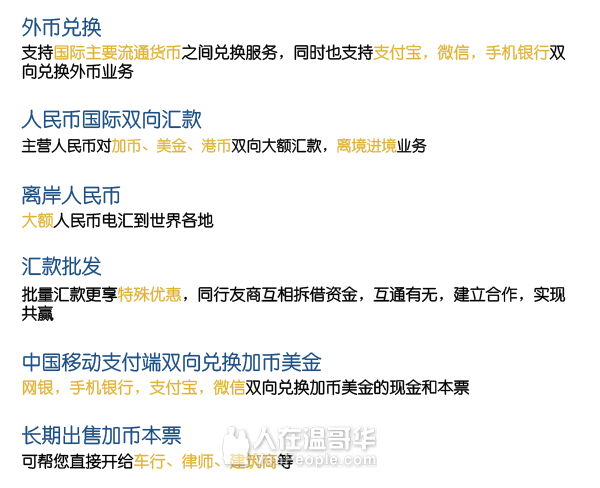 外币兑换
支持国际主要流通货币之间兑换服务，同时也支持支付宝，微信，手机银行双
向兑换外币业务
人民币国际双向汇款
主营人民币对加币、美金、港币双向大额汇款，离境进境业务
离岸人民币
大额人民币电汇到世界各地
汇款批发
批量汇款更享特殊优惠，同行友商互相拆借资金，互通有无，建立合作，实现
共赢
中国移动支付端双向兑换加币美金
网银，手机银行，支付宝，微信双向兑换加币美金的现金和本票
长期出售加币本票
可帮您直接开给车行、律师、建筑商等
人在温哥华
vanpeople.com